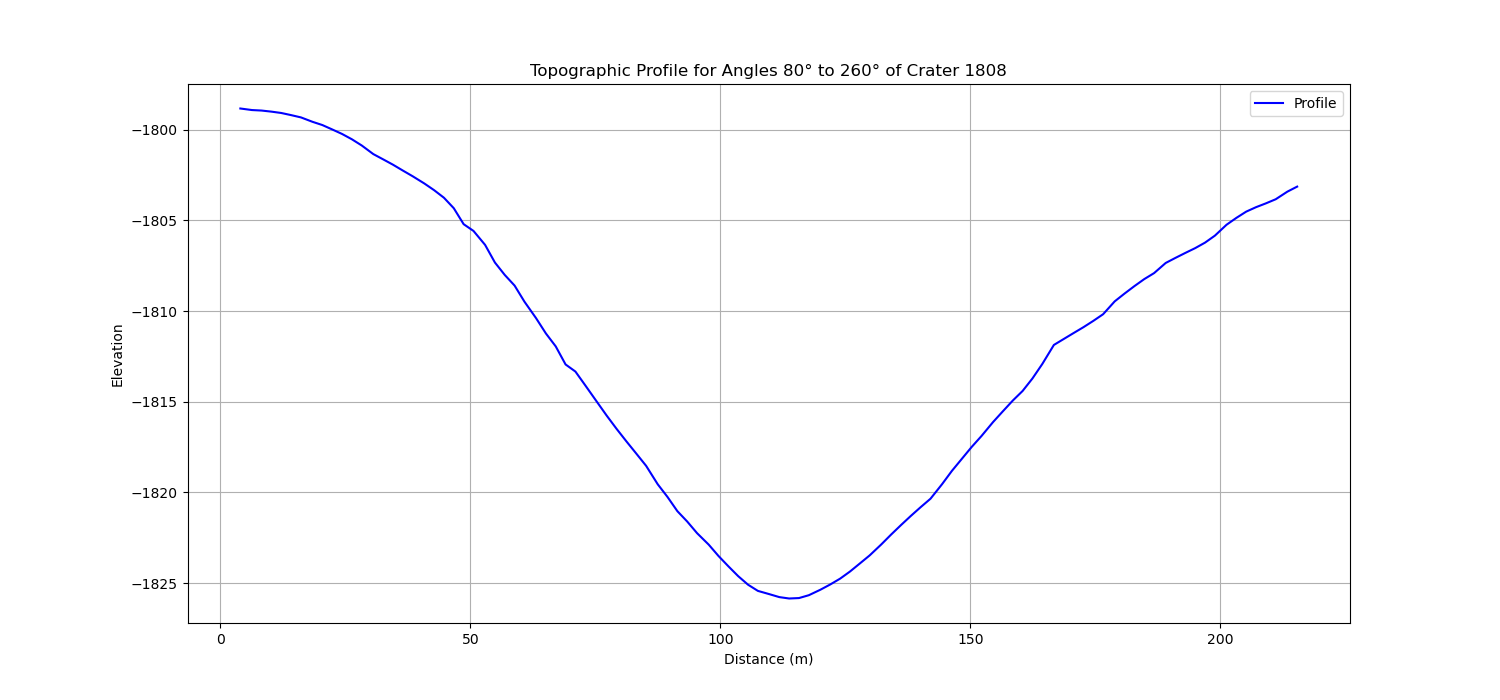 Topographic Profile for Angles 80° to 260° of Crater 1808
Profile
−1800
−1805
−1810
−1815
−1820
−1825
Elevation
0 50 100 150 200
Distance (m)